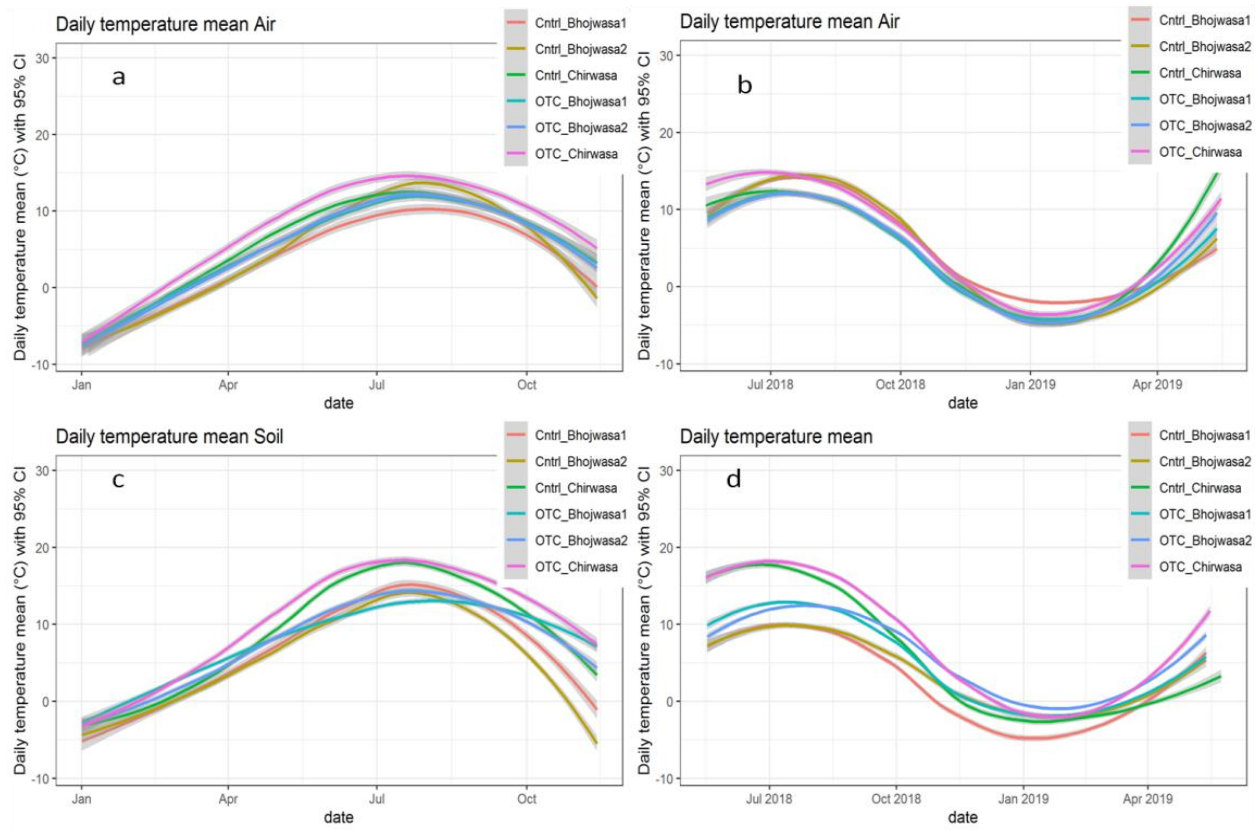 Daily temperature mean Air
Cntrl_Bhojwasa1
Cntrl_Bhojwasa2
Cntrl_Chirwasa
OTC_Bhojwasa1
OTC_Bhojwasa2
OTC_Chirwasa
a
Daily temperature mean (°C) with 95% CI
30
20
10
0
-10
Jan
Apr
Jul
Oct
date
Daily temperature mean Air
Cntrl_Bhojwasa1
Cntrl_Bhojwasa2
Cntrl_Chirwasa
OTC_Bhojwasa1
OTC_Bhojwasa2
OTC_Chirwasa
b
Daily temperature mean (°C) with 95% CI
30
20
10
0
-10
Jul 2018
Oct 2018
Jan 2019
Apr 2019
date
Daily temperature mean Soil
Cntrl_Bhojwasa1
Cntrl_Bhojwasa2
Cntrl_Chirwasa
OTC_Bhojwasa1
OTC_Bhojwasa2
OTC_Chirwasa
c
Daily temperature mean (°C) with 95% CI
30
20
10
0
-10
Jan
Apr
Jul
Oct
date
Daily temperature mean
Cntrl_Bhojwasa1
Cntrl_Bhojwasa2
Cntrl_Chirwasa
OTC_Bhojwasa1
OTC_Bhojwasa2
OTC_Chirwasa
d
Daily temperature mean (°C) with 95% CI
30
20
10
0
-10
Jul 2018
Oct 2018
Jan 2019
Apr 2019
date